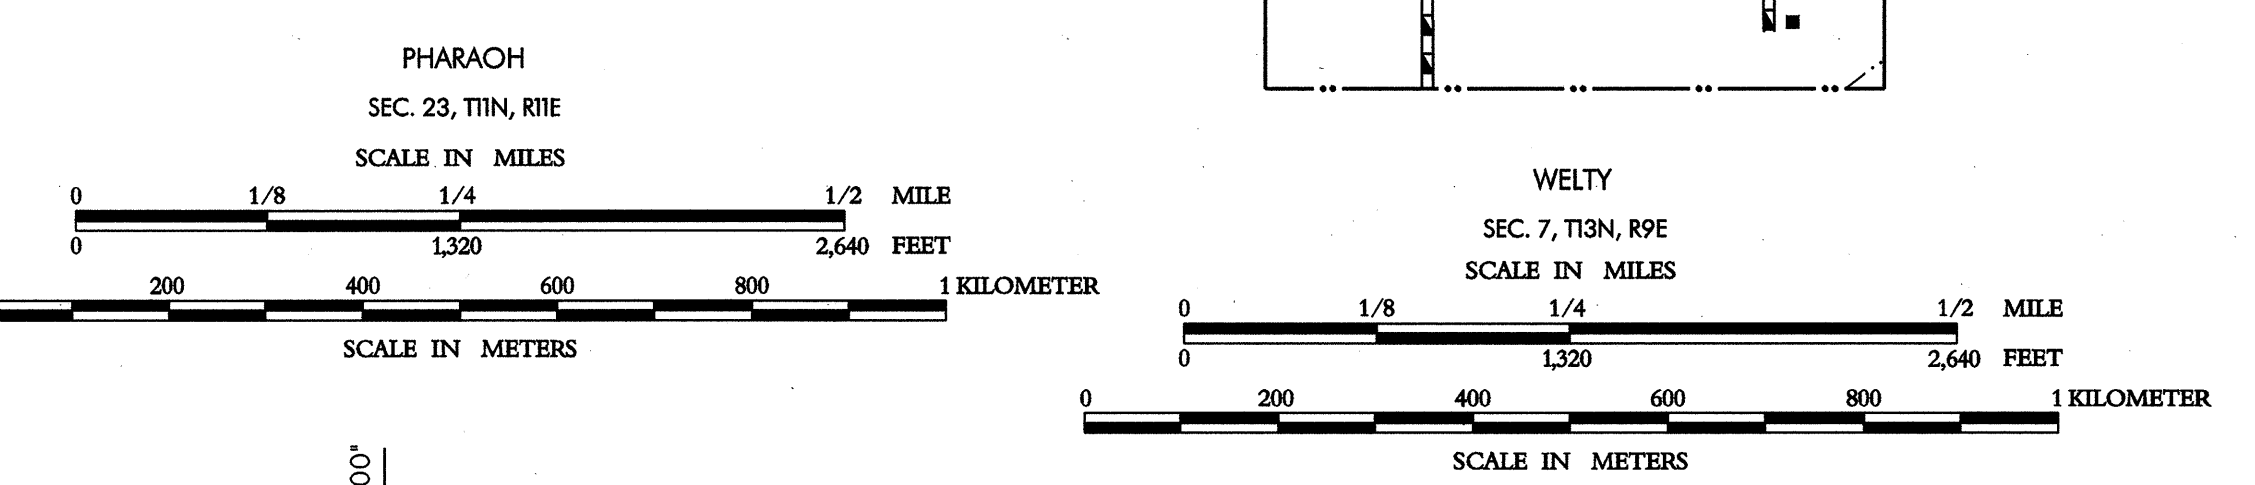 PHARAOH
SEC. 23, T11N, R11E
SCALE IN MILES
0 1/8 1/4 1/2 MILE
0 1,320 2,640 FEET
200 400 600 800 1 KILOMETER
SCALE IN METERS
00"
WELTY
SEC. 7, T13N, R9E
SCALE IN MILES
0 1/8 1/4 1/2 MILE
0 1,320 2,640 FEET
0 200 400 600 800 1 KILOMETER
SCALE IN METERS